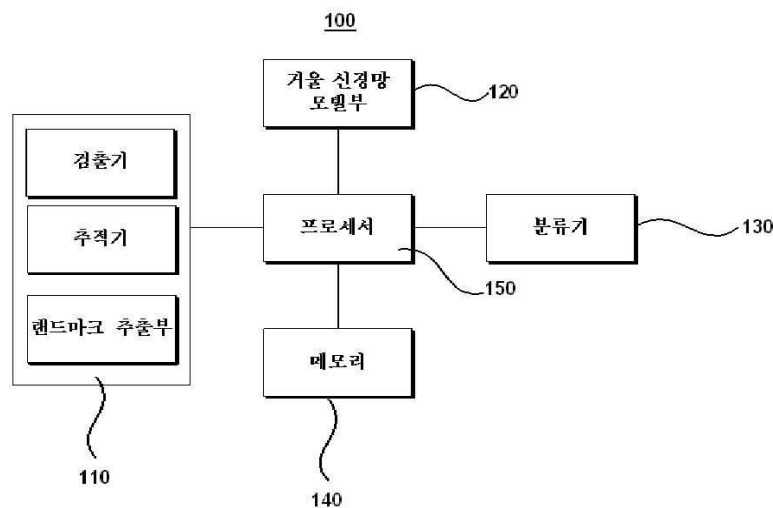 100
거울 신경망
모델부
120
검출기
추적기
랜드마크 추출부
프로세서
분류기
130
150
메모리
110
140